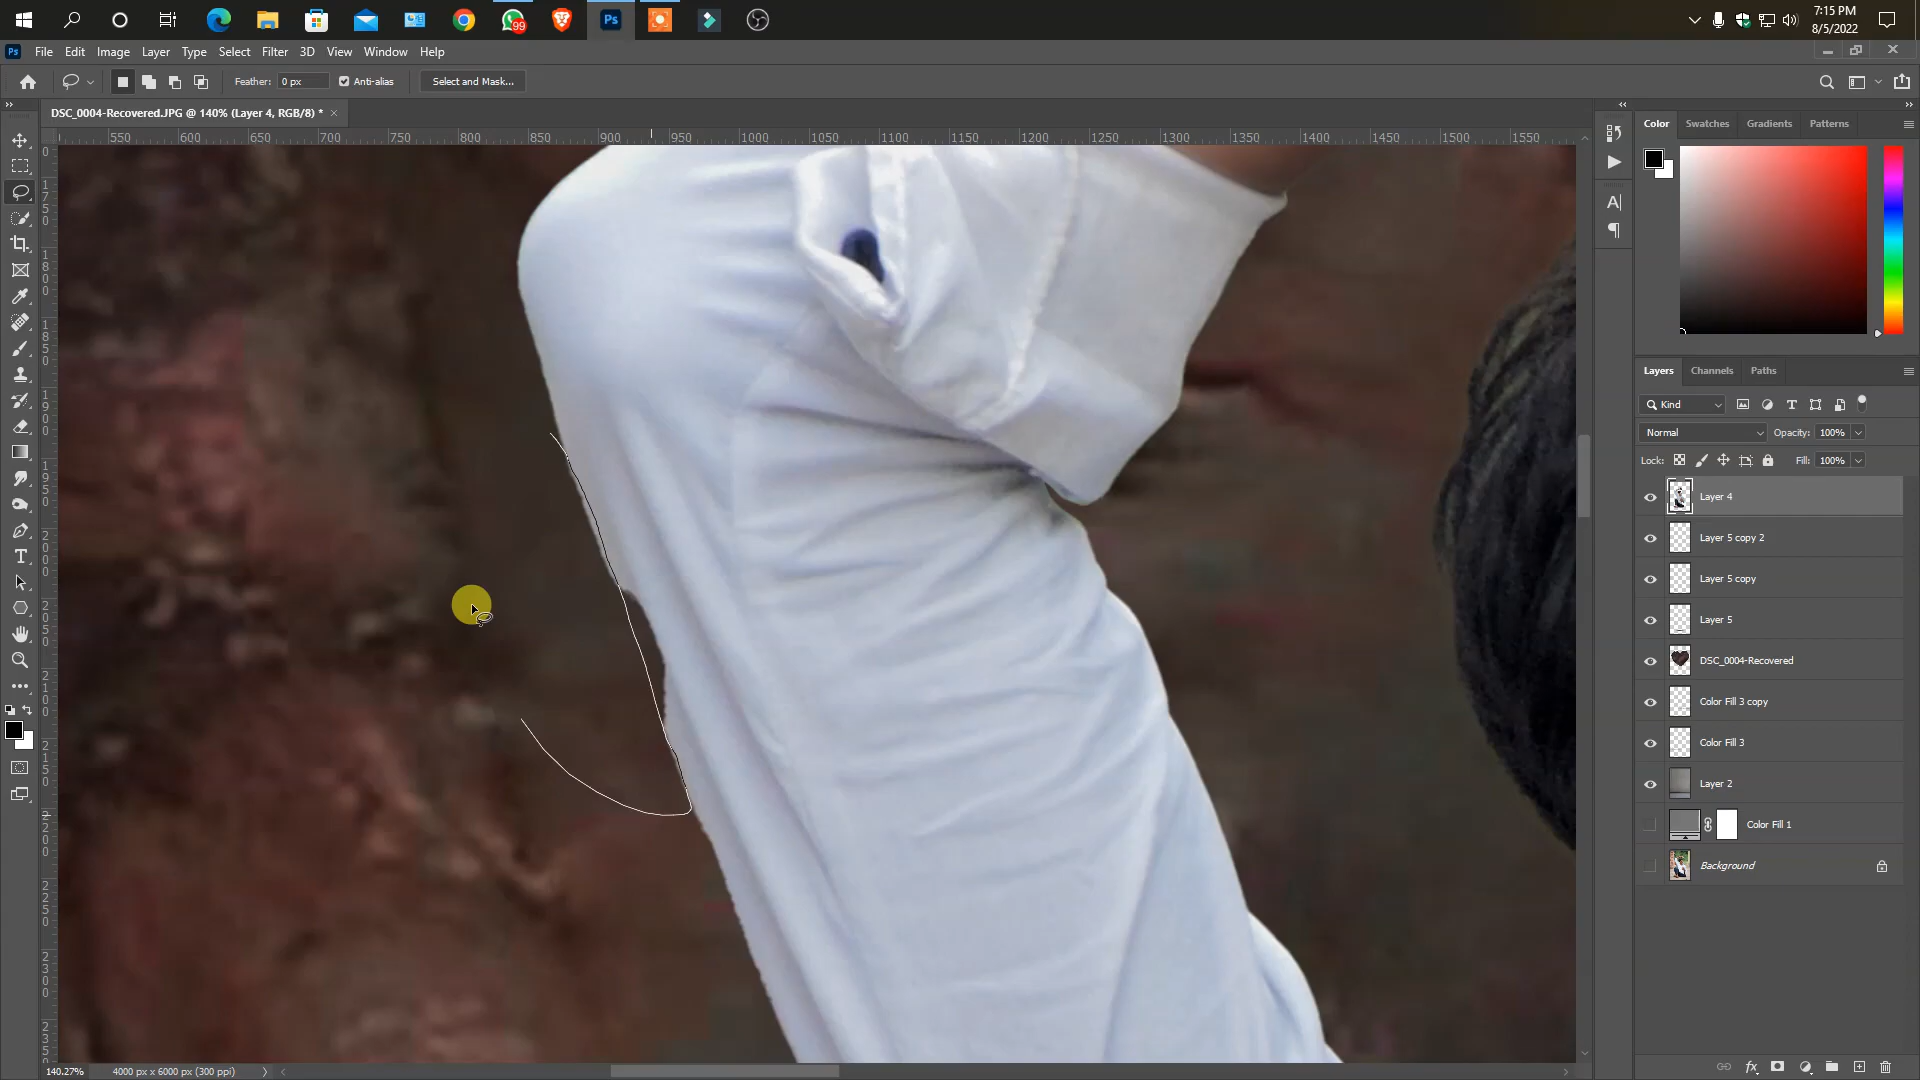 99
7:15 PM
8/5/2022
Ps
File Edit Image Layer Type Select Filter 3D View Window Help
Feather: 0 px Anti-alias Select and Mask...
DSC_0004-Recovered.JPG @ 140% (Layer 4, RGB/8) * ×
550 600 650 700 750 800 850 900 950 1000 1050 1100 1150 1200 1250 1300 1350 1400 1450 1500 1550
Color Swatches Gradients Patterns
Layers Channels Paths
Kind
Normal Opacity: 100%
Lock: Fill: 100%
Layer 4
Layer 5 copy 2
Layer 5 copy
Layer 5
DSC_0004-Recovered
Color Fill 3 copy
Color Fill 3
Layer 2
Color Fill 1
Background
140.27% 4000 px x 6000 px (300 ppi)